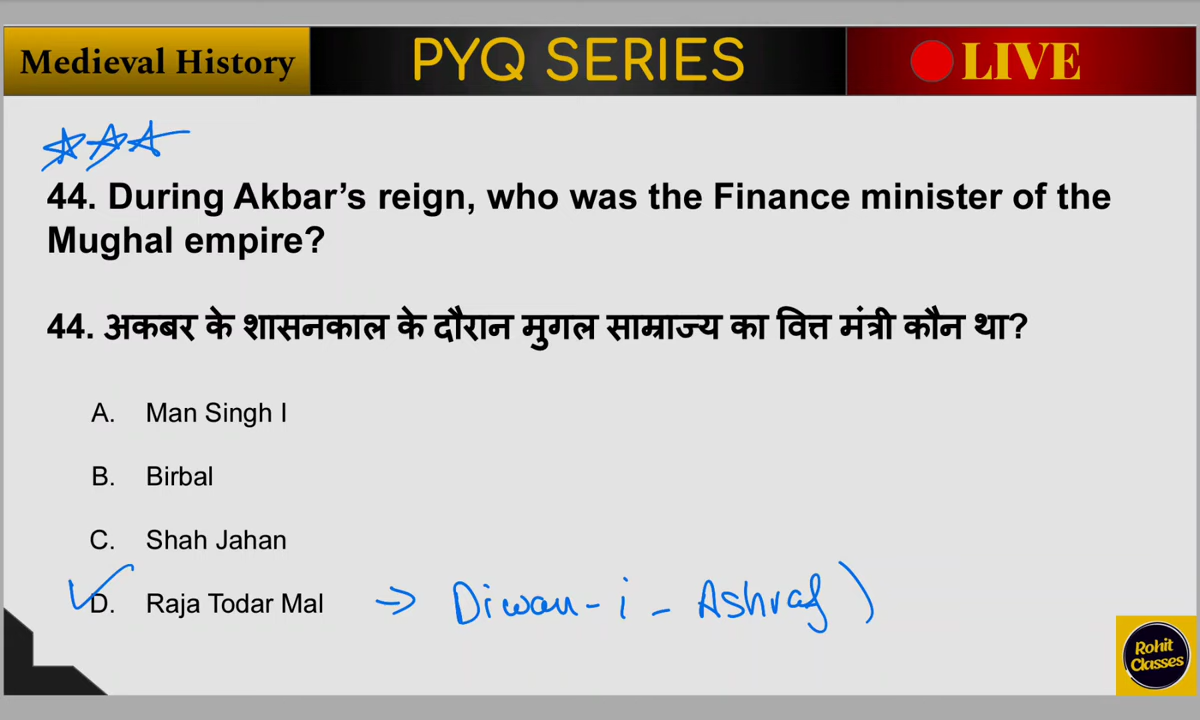 Medieval History PYQ SERIES LIVE
44. During Akbar’s reign, who was the Finance minister of the
Mughal empire?
44. अकबर के शासनकाल के दौरान मुगल साम्राज्य का वित्त मंत्री कौन था?
A. Man Singh I
B. Birbal
C. Shah Jahan
D. Raja Todar Mal → Diwan-i-Ashraf)
Rohit
Classes